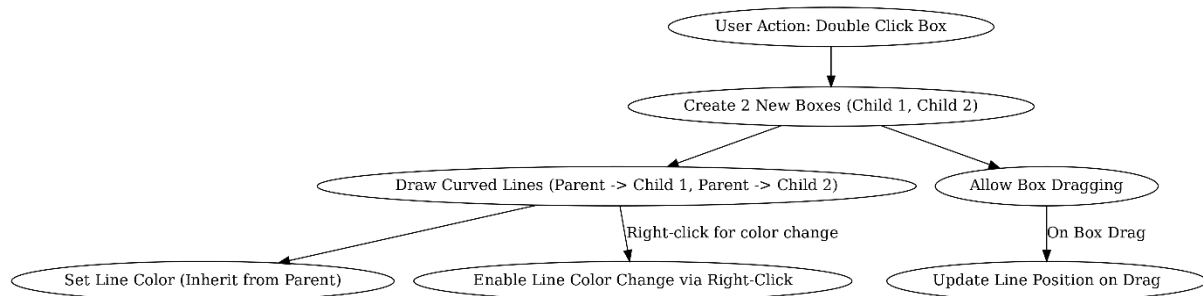 User Action: Double Click Box
Create 2 New Boxes (Child 1, Child 2)
Draw Curved Lines (Parent -> Child 1, Parent -> Child 2)
Allow Box Dragging
Right-click for color change
On Box Drag
Set Line Color (Inherit from Parent)
Enable Line Color Change via Right-Click
Update Line Position on Drag